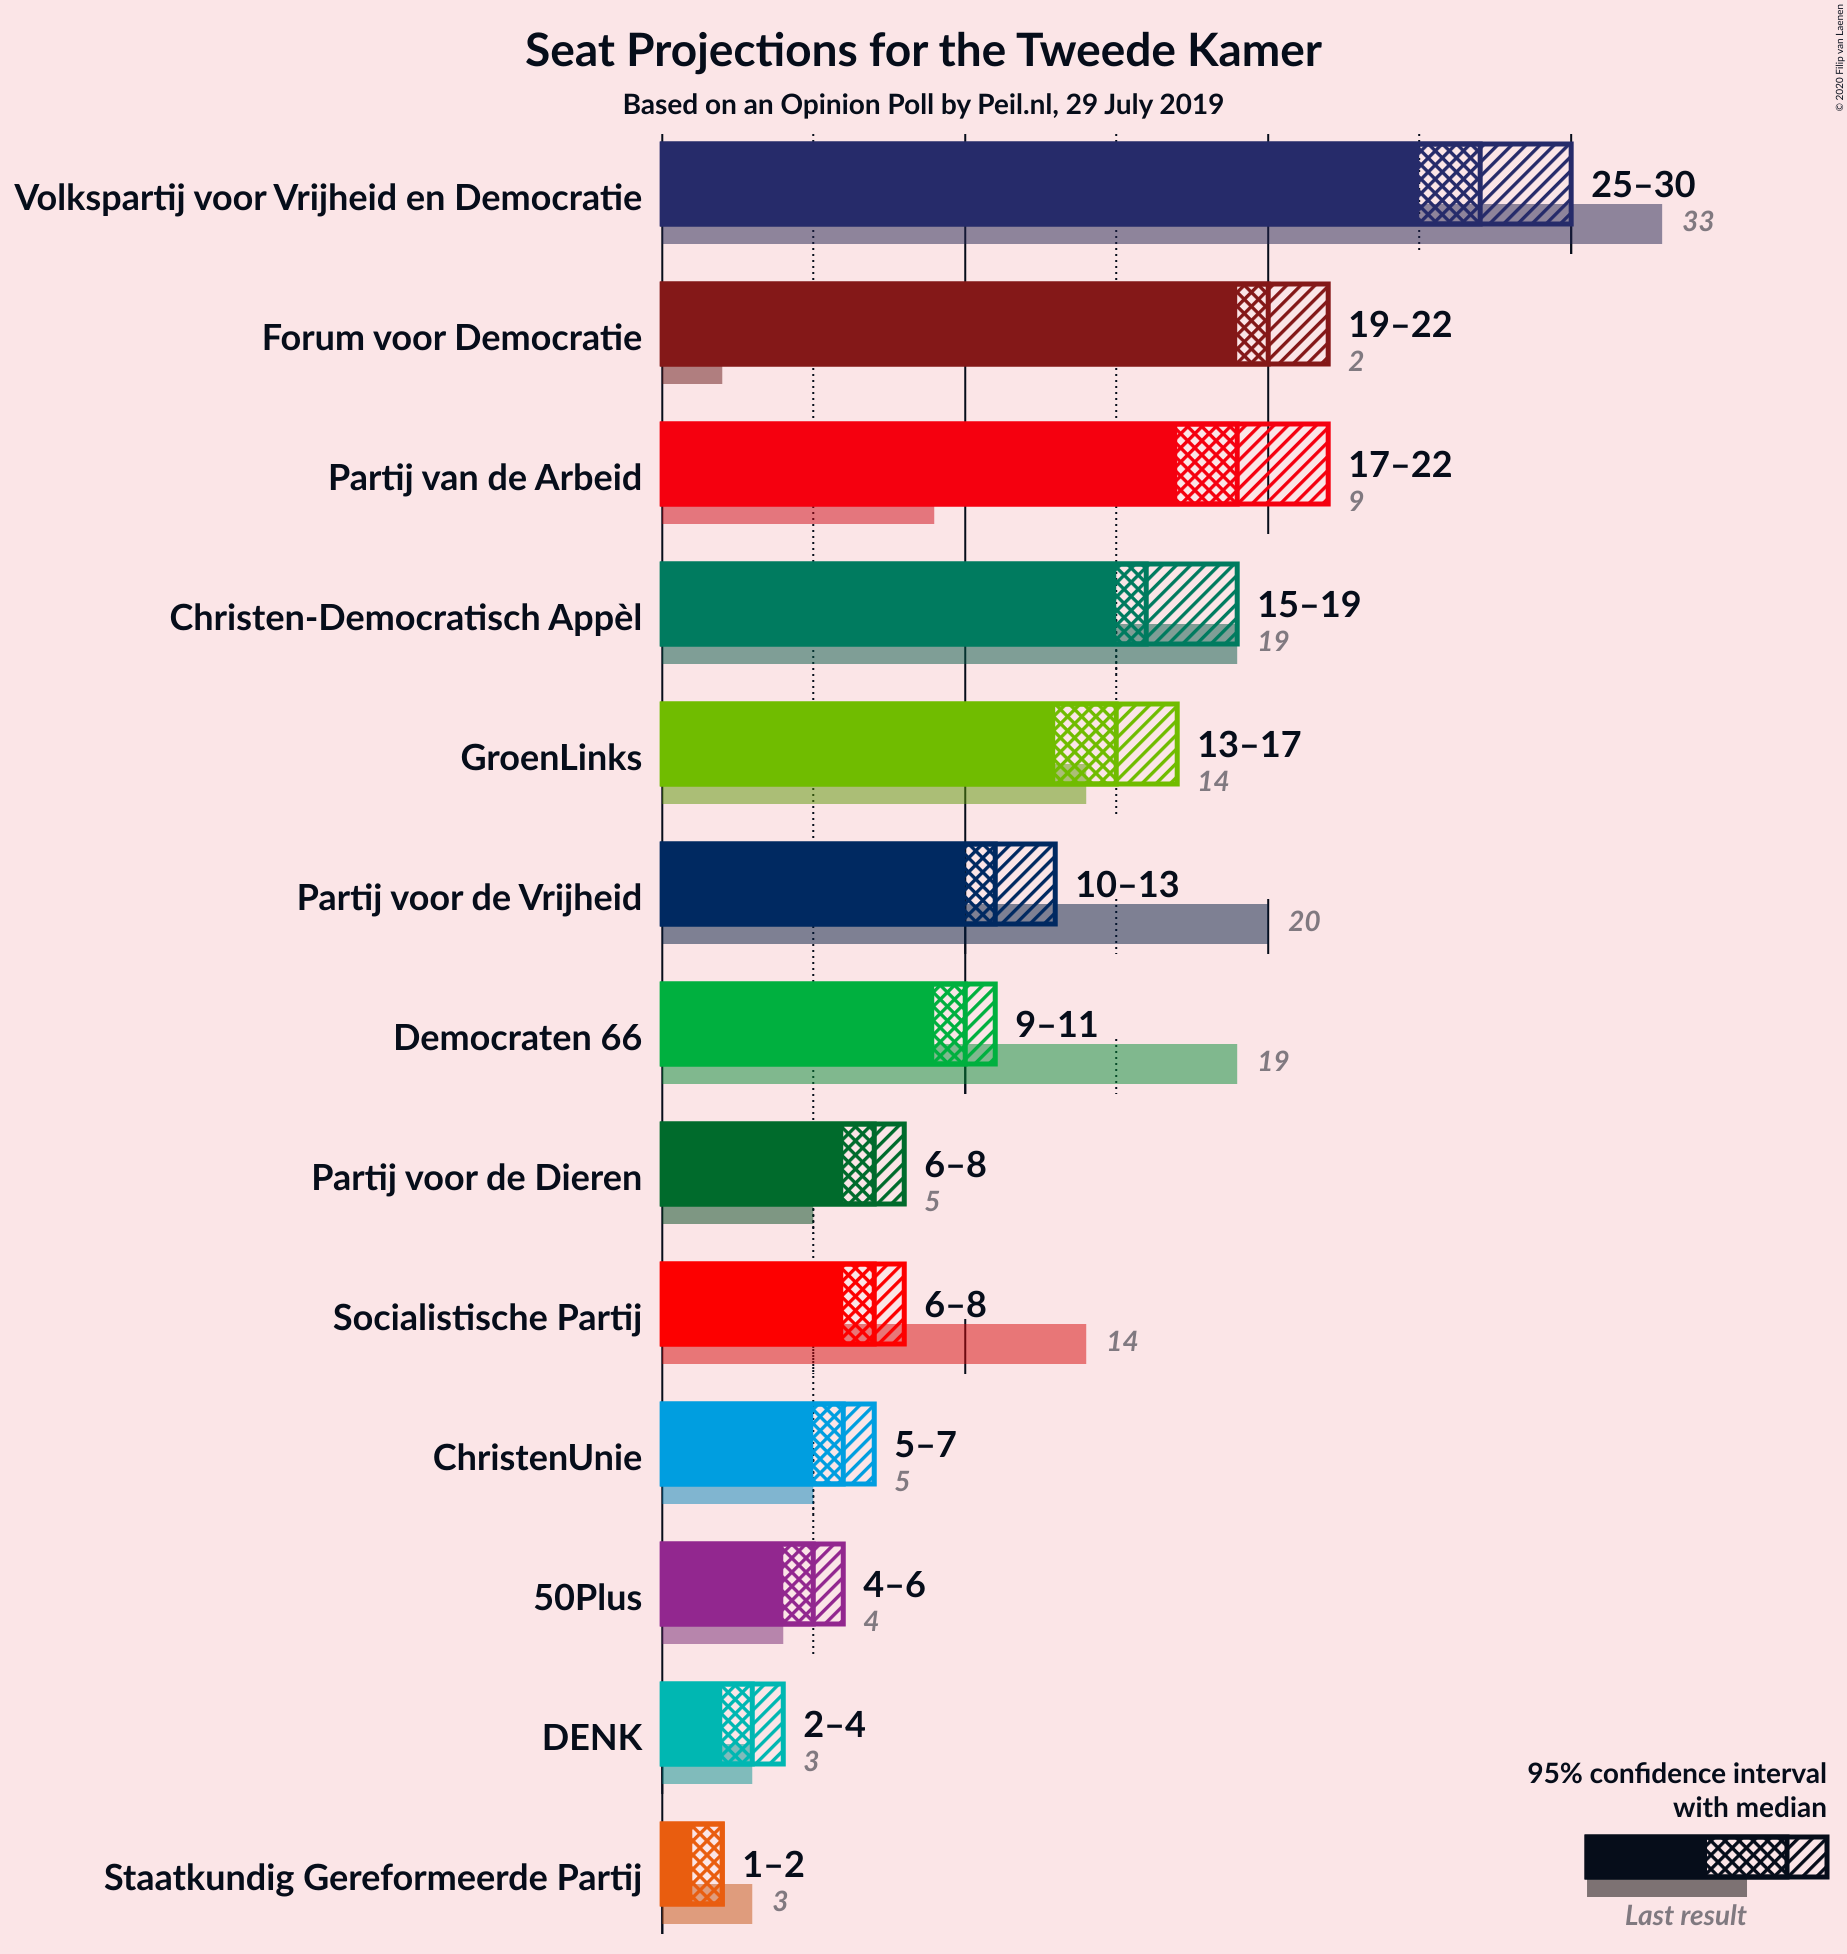 Seat Projections for the Tweede Kamer
Based on an Opinion Poll by Peil.nl, 29 July 2019
© 2020 Filip van Laenen
Volkspartij voor Vrijheid en Democratie
25–30
33
Forum voor Democratie
19–22
2
Partij van de Arbeid
17–22
9
Christen-Democratisch Appèl
15–19
19
GroenLinks
13–17
14
Partij voor de Vrijheid
10–13
20
Democraten 66
9–11
19
Partij voor de Dieren
6–8
5
Socialistische Partij
6–8
14
ChristenUnie
5–7
5
50Plus
4–6
4
DENK
2–4
3
Staatkundig Gereformeerde Partij
1–2
3
95% confidence interval
with median
Last result